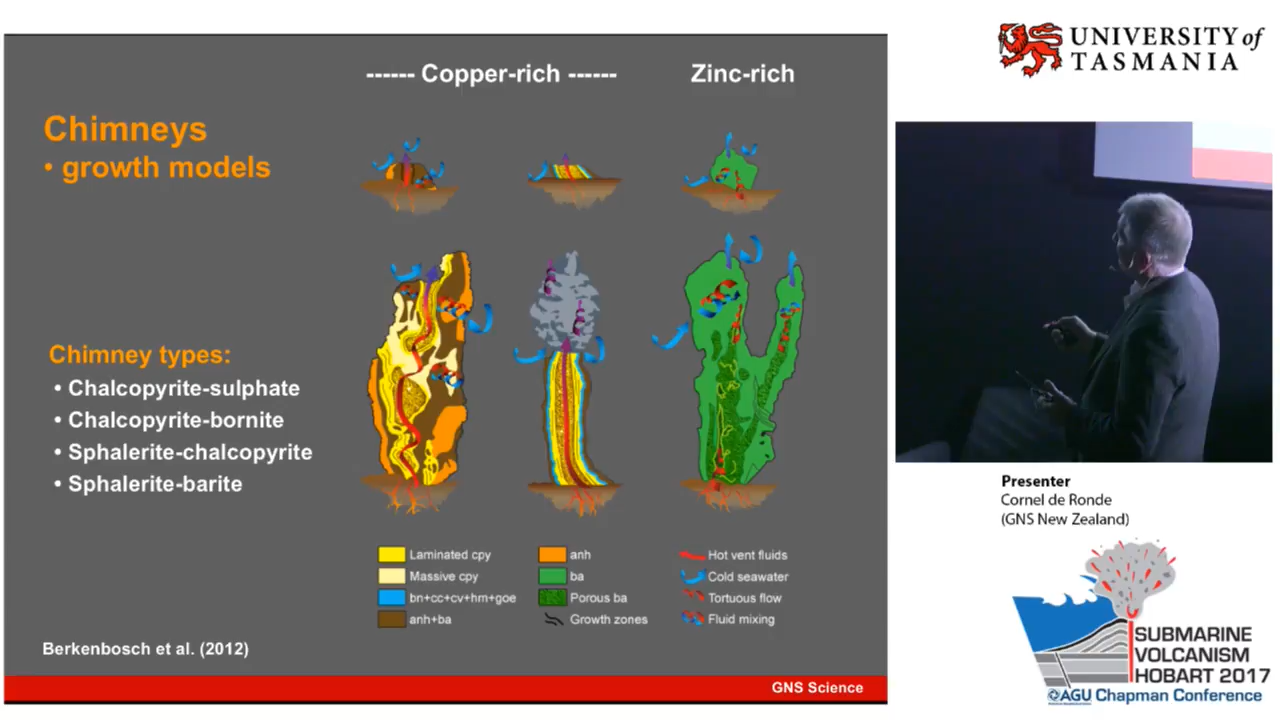 ------ Copper-rich ------
Zinc-rich
Chimneys
• growth models
Chimney types:
• Chalcopyrite-sulphate
• Chalcopyrite-bornite
• Sphalerite-chalcopyrite
• Sphalerite-barite
Laminated cpy
Massive cpy
bn+cc+cv+hm+goe
anh+ba
anh
ba
Porous ba
Growth zones
Hot vent fluids
Cold seawater
Tortuous flow
Fluid mixing
Berkenbosch et al. (2012)
GNS Science
UNIVERSITY of
TASMANIA
Presenter
Cornel de Ronde
(GNS New Zealand)
SUBMARINE
VOLCANISM
HOBART 2017
AGU Chapman Conference